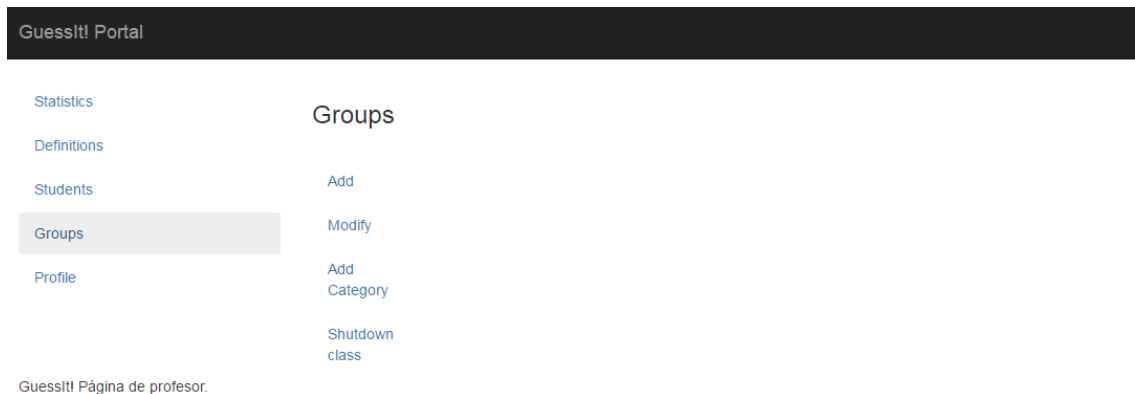 GuessIt! Portal
Statistics
Definitions
Students
Groups
Profile
Groups
Add
Modify
Add
Category
Shutdown
class
GuessIt! Página de profesor.